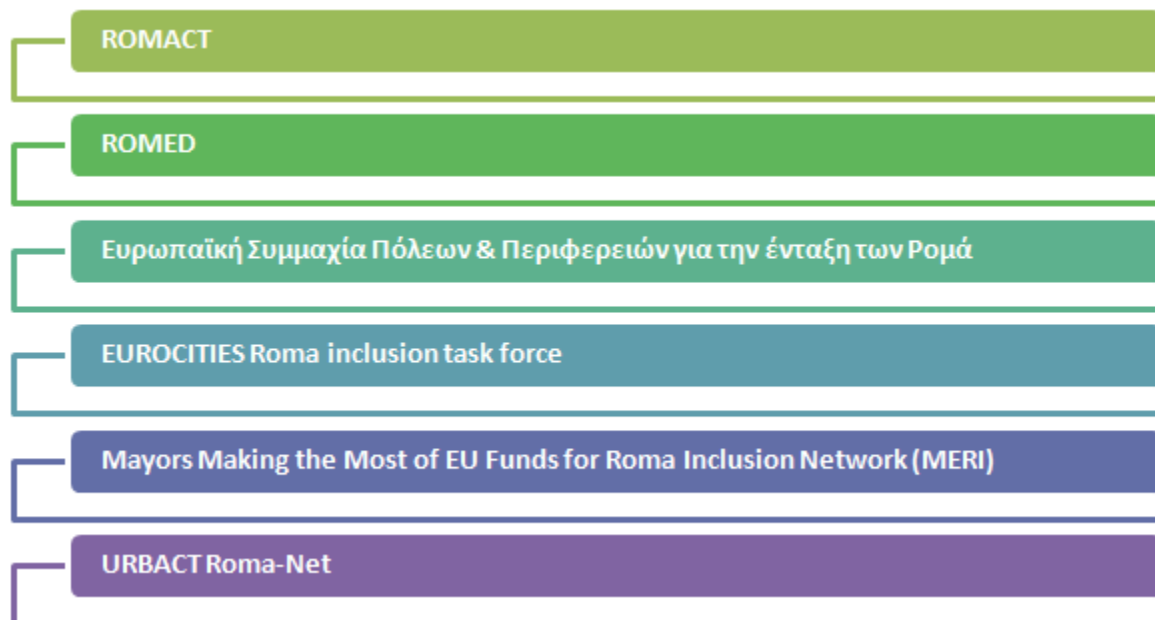 ROMACT
ROMED
Ευρωπαϊκή Συμμαχία Πόλεων & Περιφερειών για την ένταξη των Ρομά
EUROCITIES Roma inclusion task force
Mayors Making the Most of EU Funds for Roma Inclusion Network (MERI)
URBACT Roma-Net